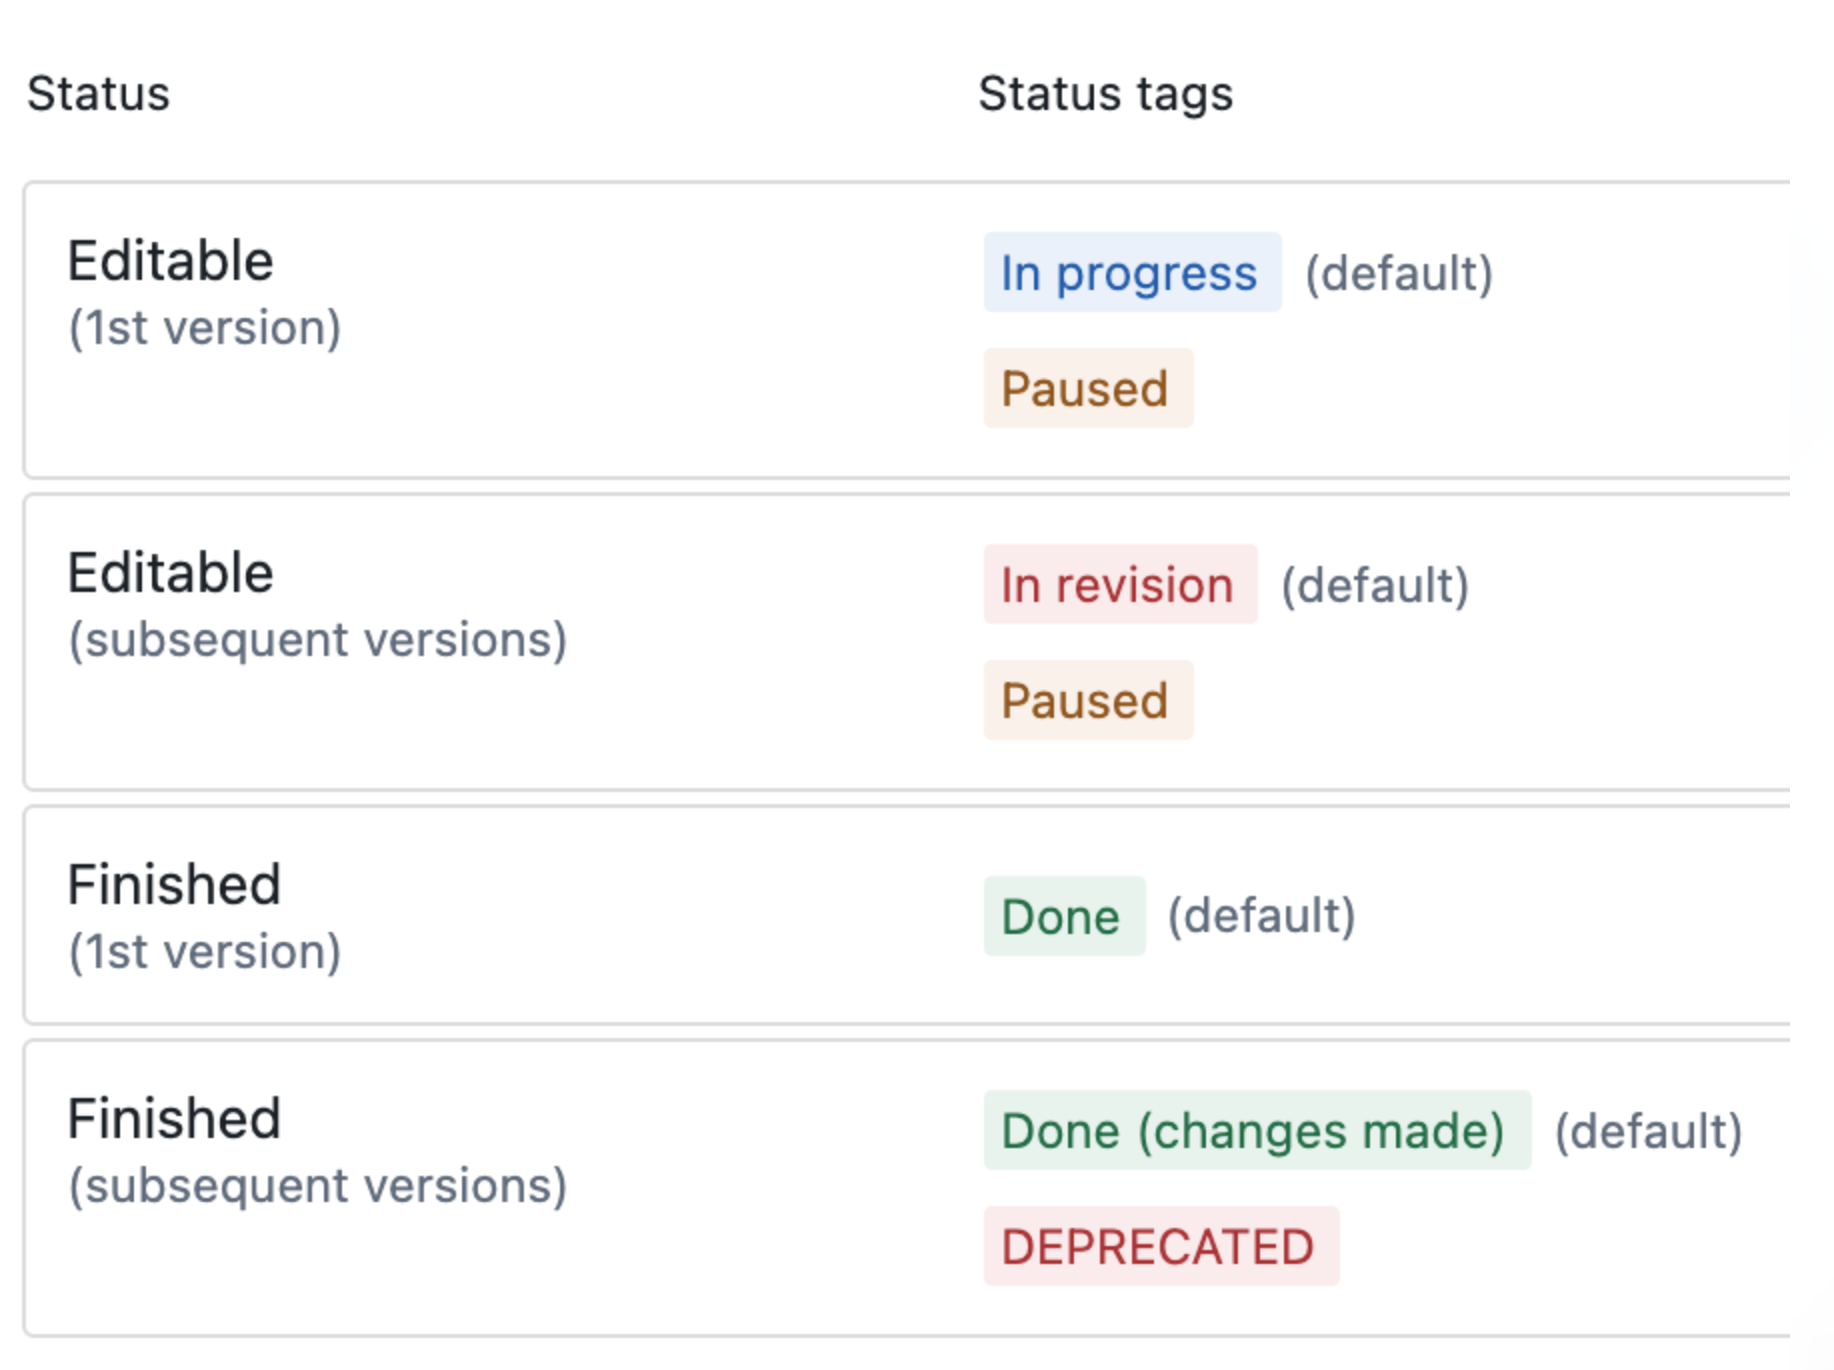 Status
Status tags
Editable
(1st version)
In progress (default)
Paused
Editable
(subsequent versions)
In revision (default)
Paused
Finished
(1st version)
Done (default)
Finished
(subsequent versions)
Done (changes made) (default)
DEPRECATED